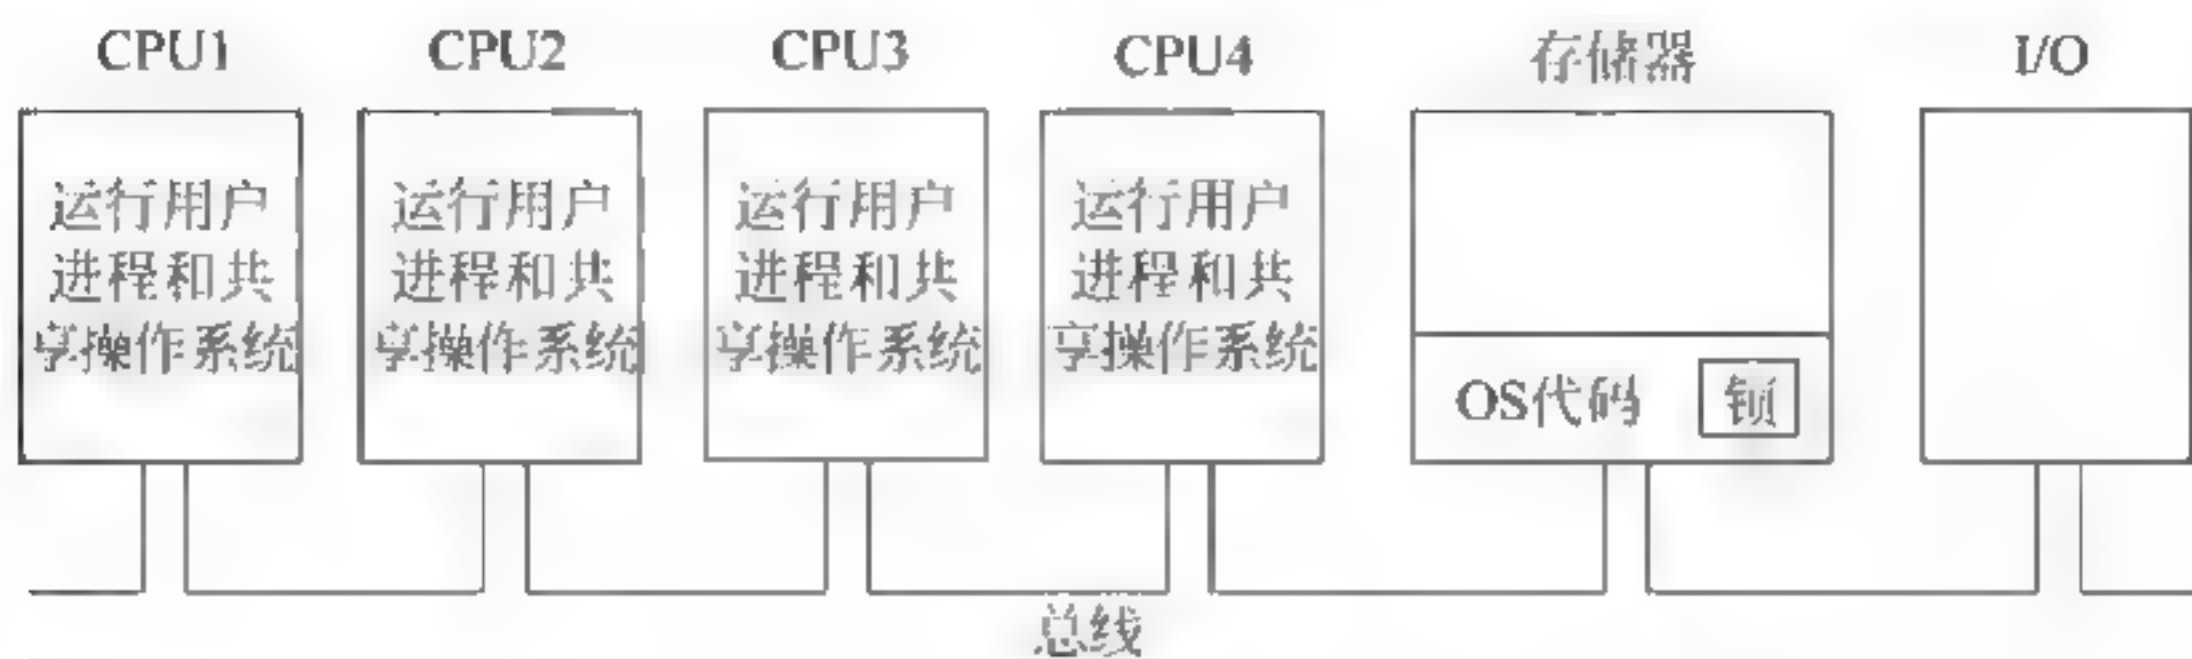 CPU1
CPU2
CPU3
CPU4
存储器
I/O
运行用户
进程和共
享操作系统
运行用户
进程和共
享操作系统
运行用户
进程和共
享操作系统
运行用户
进程和共
享操作系统
OS代码
锁
总线